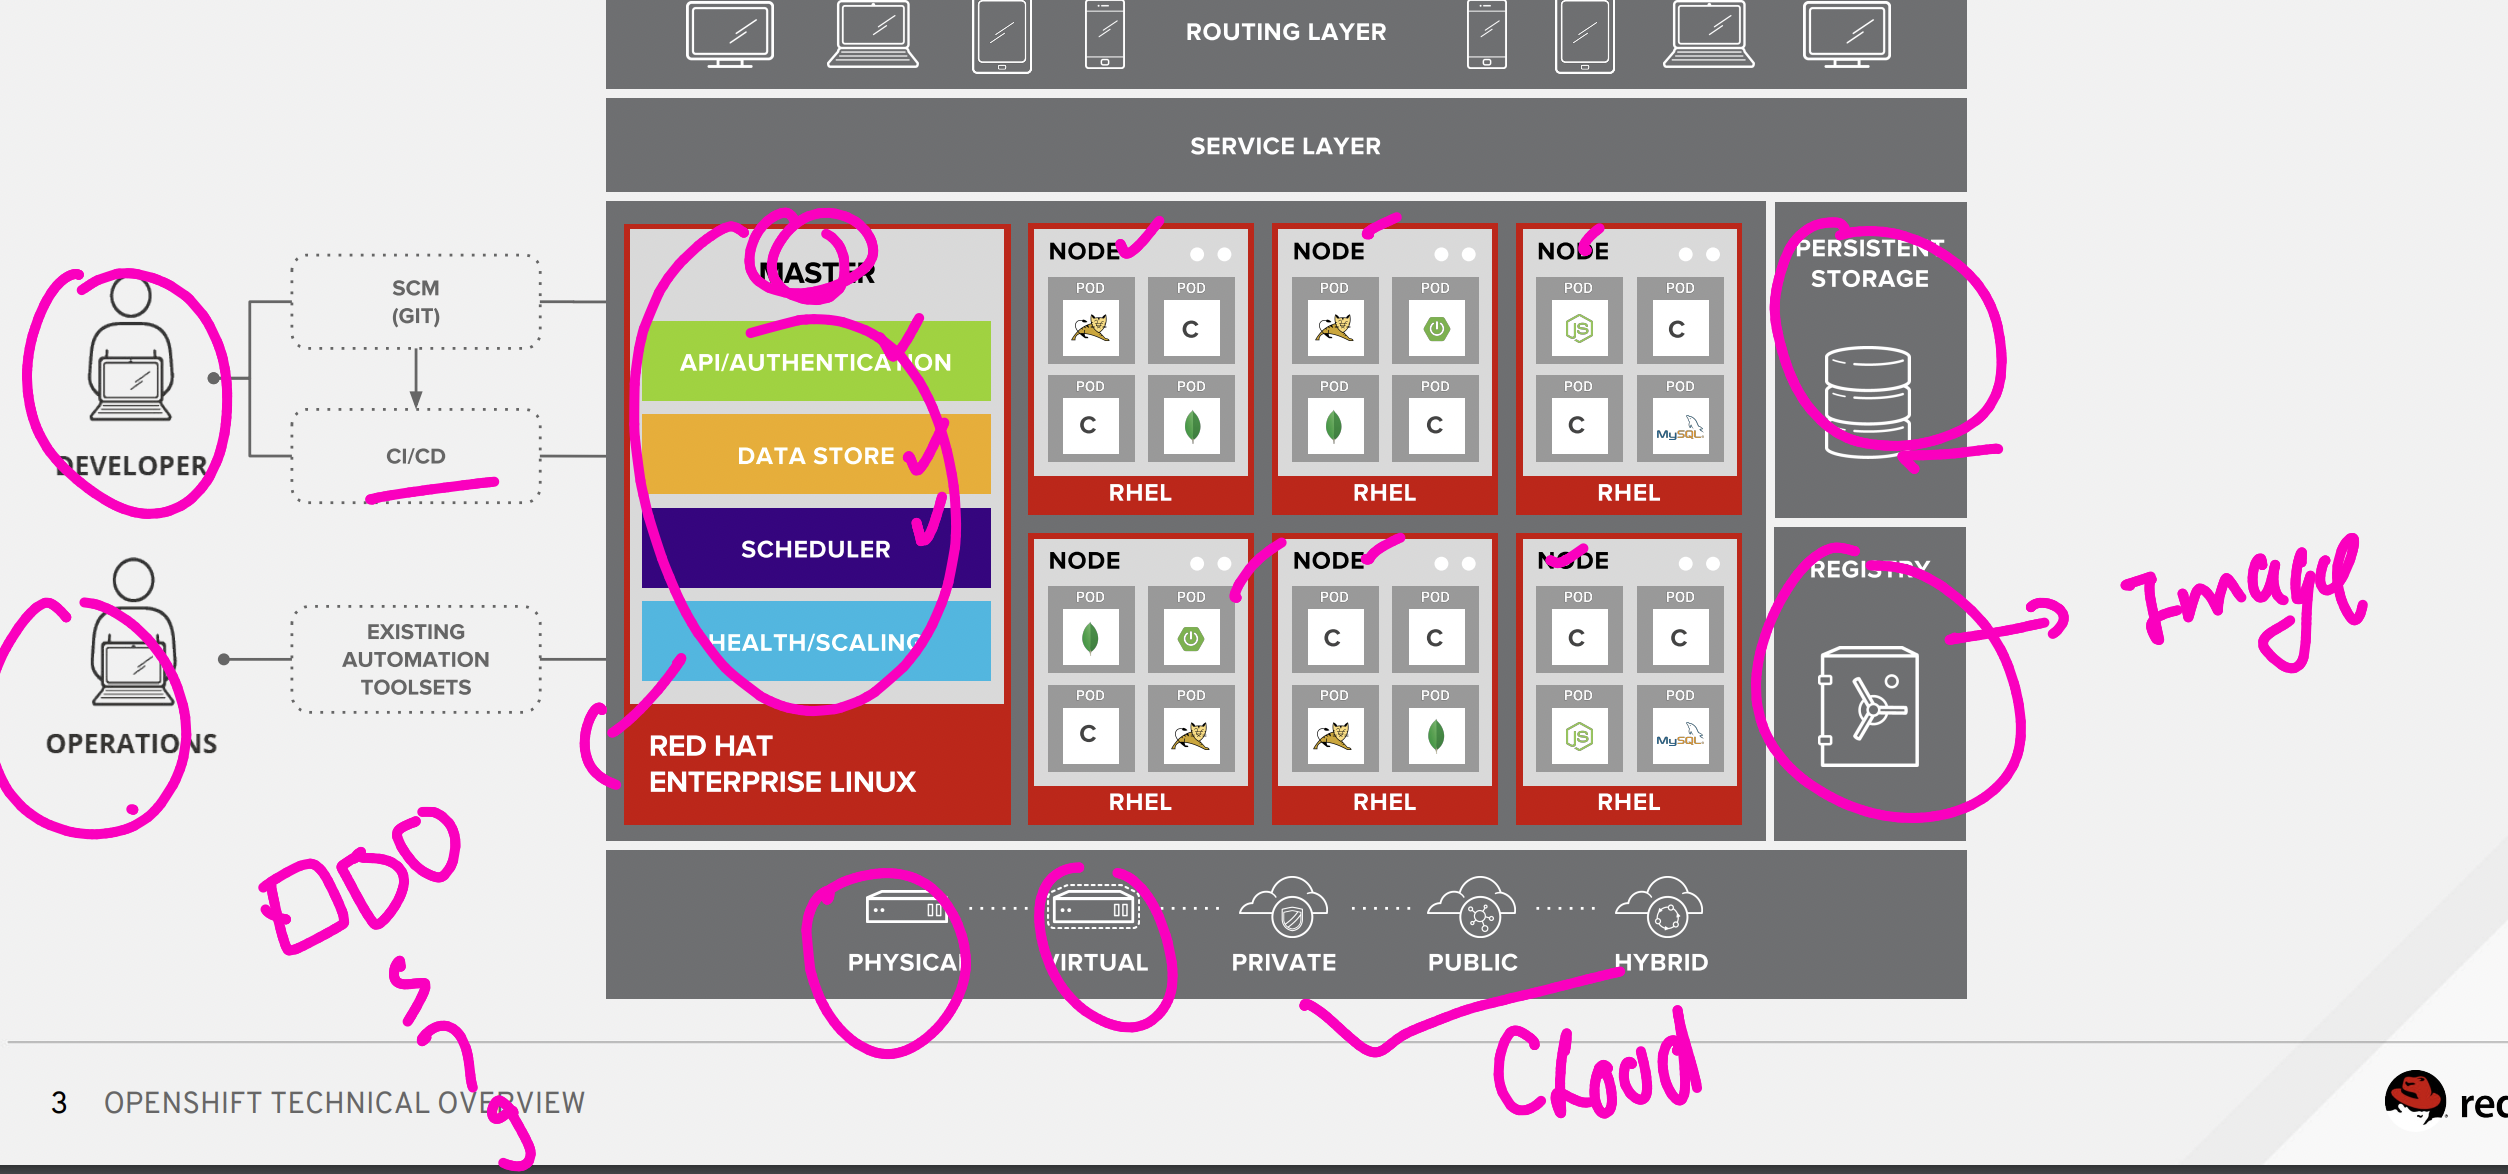 ROUTING LAYER
SERVICE LAYER
MASTER
API/AUTHENTICATION
DATA STORE
SCHEDULER
HEALTH/SCALING
RED HAT
ENTERPRISE LINUX
NODE
POD
POD
C
POD
POD
C
RHEL
NODE
POD
POD
POD
POD
C
RHEL
NODE
POD
POD
JS
C
POD
POD
C
MySQL
RHEL
NODE
POD
POD
POD
POD
C
RHEL
NODE
POD
POD
C
C
POD
POD
RHEL
NODE
POD
POD
C
C
POD
POD
JS
MySQL
RHEL
PERSISTENT
STORAGE
REGISTRY
Image
SCM
(GIT)
CI/CD
DEVELOPER
EXISTING
AUTOMATION
TOOLSETS
OPERATIONS
PHYSICAL
VIRTUAL
PRIVATE
PUBLIC
HYBRID
Cloud
3 OPENSHIFT TECHNICAL OVERVIEW
red